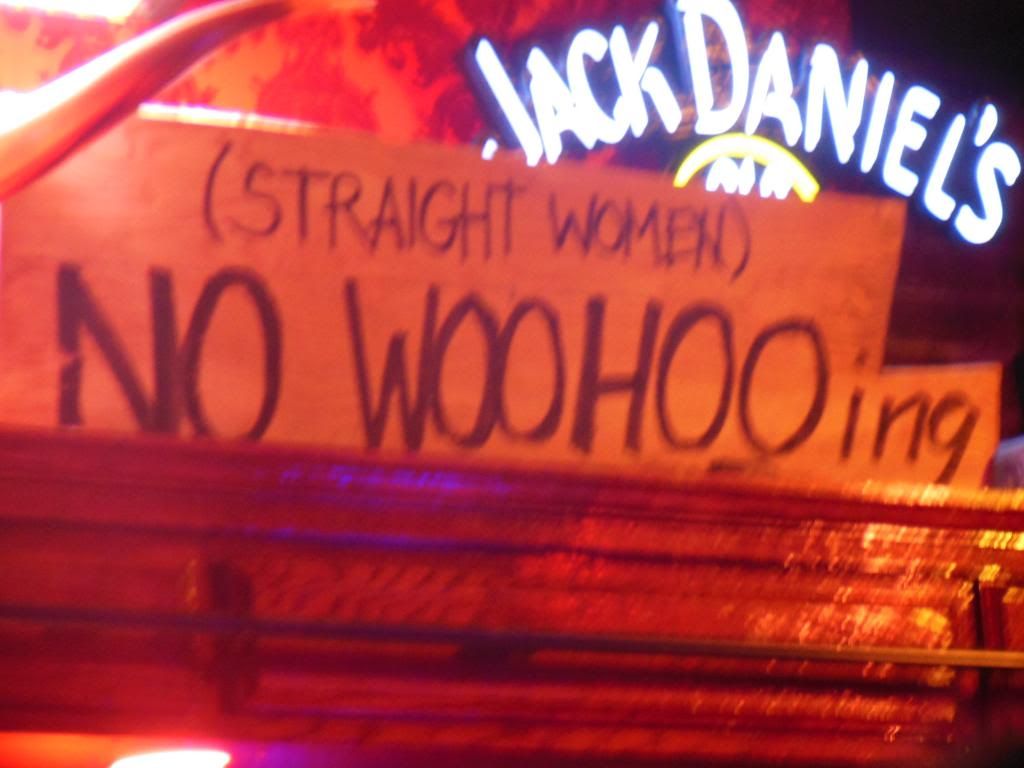 JACK DANIEL'S
(STRAIGHT WOMEN)
NO WOOHOOing